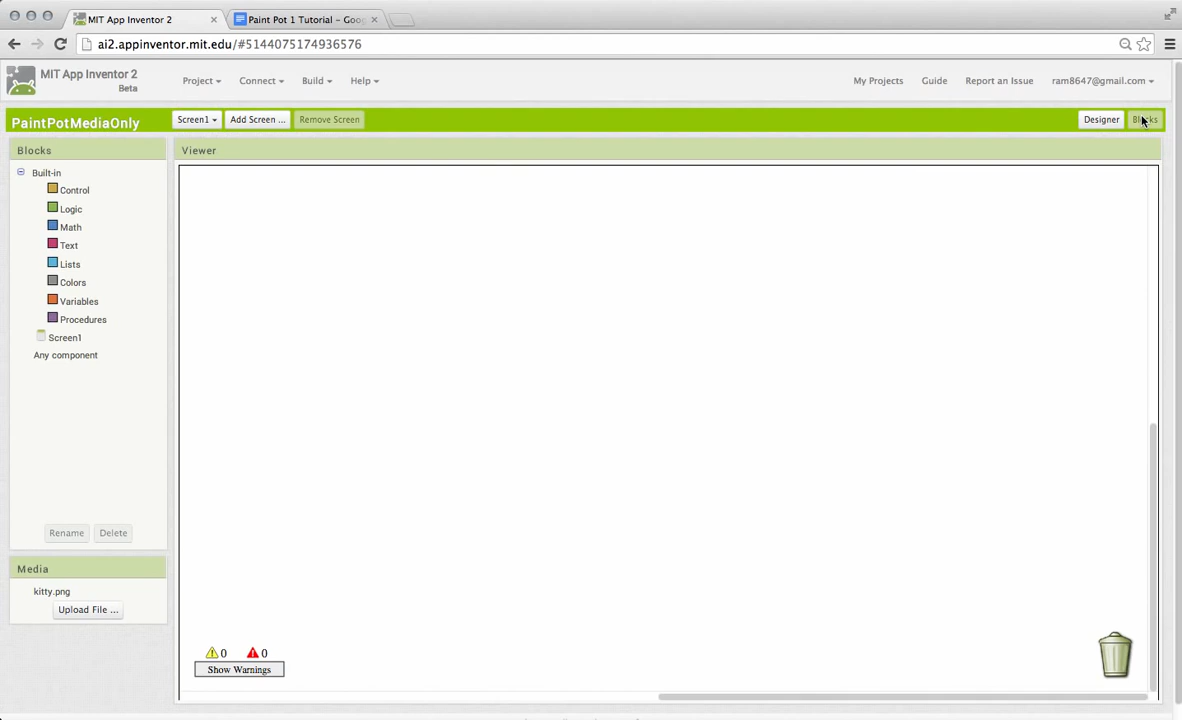 MIT App Inventor 2
Paint Pot 1 Tutorial – Goo
ai2.appinventor.mit.edu/#5144075174936576
MIT App Inventor 2
Beta
Project
Connect
Build
Help
My Projects
Guide
Report an Issue
ram8647@gmail.com
PaintPotMediaOnly
Screen1
Add Screen ...
Remove Screen
Designer
Blocks
Blocks
Viewer
Built-in
Control
Logic
Math
Text
Lists
Colors
Variables
Procedures
Screen1
Any component
Rename
Delete
Media
kitty.png
Upload File ...
0
0
Show Warnings